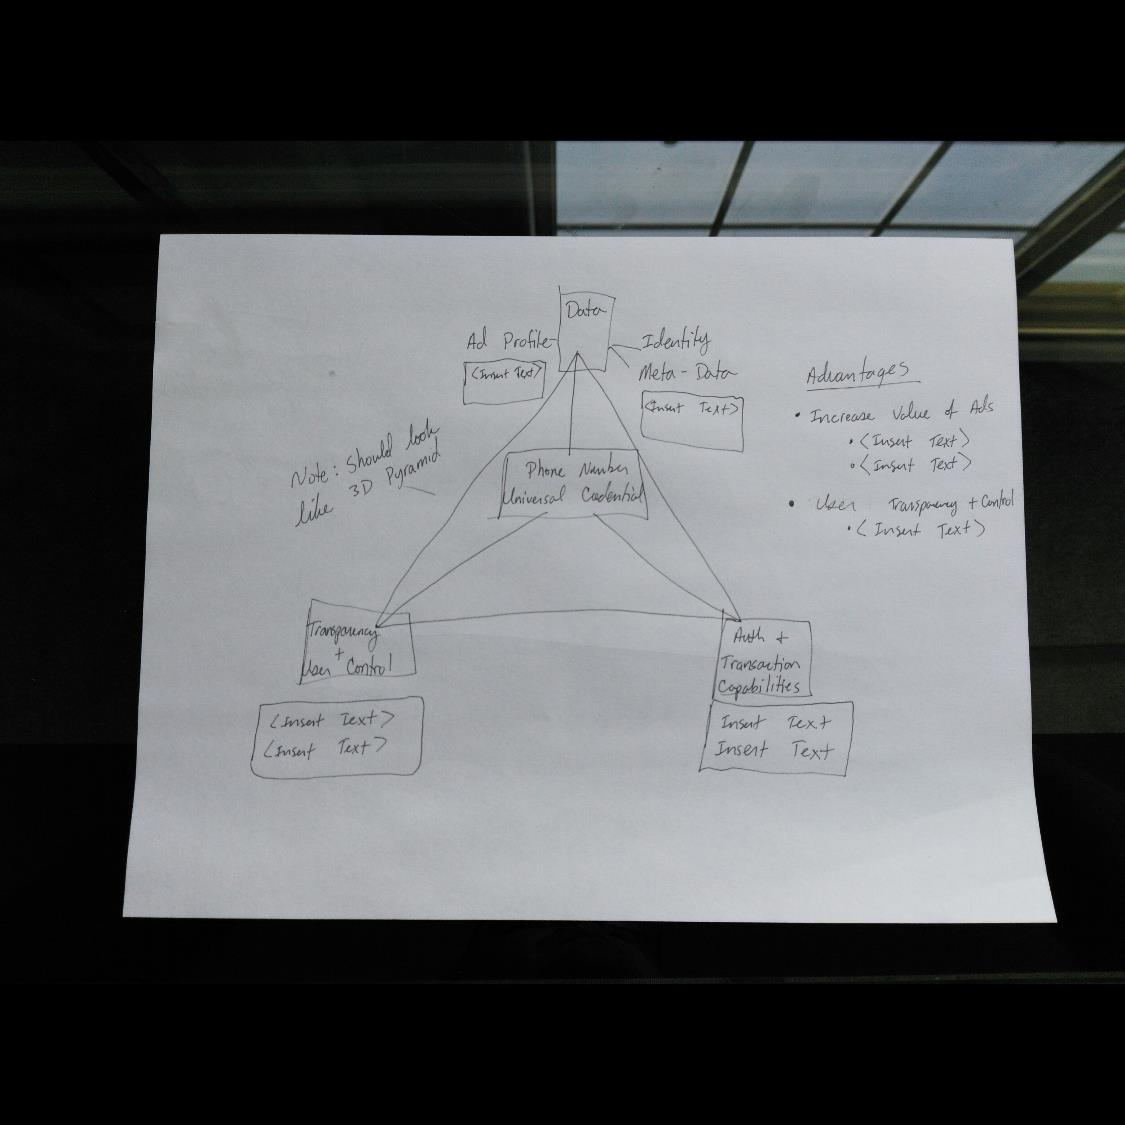 Data
Ad Profile
<Insert Text>
Identity
Meta-Data
<Insert Text>
Note: Should look
like 3D Pyramid
Phone Number
Universal Credential
Transparency
+
User Control
<Insert Text>
<Insert Text>
Auth +
Transaction
Capabilities
Insert Text
Insert Text
Advantages
• Increase Value of Ads
• <Insert Text>
• <Insert Text>
• User Transparency + Control
• <Insert Text>